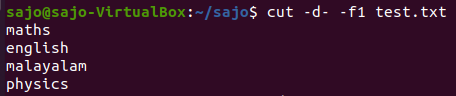 sajo@sajo-VirtualBox:~/sajo$ cut -d- -f1 test.txt
maths
english
malayalam
physics